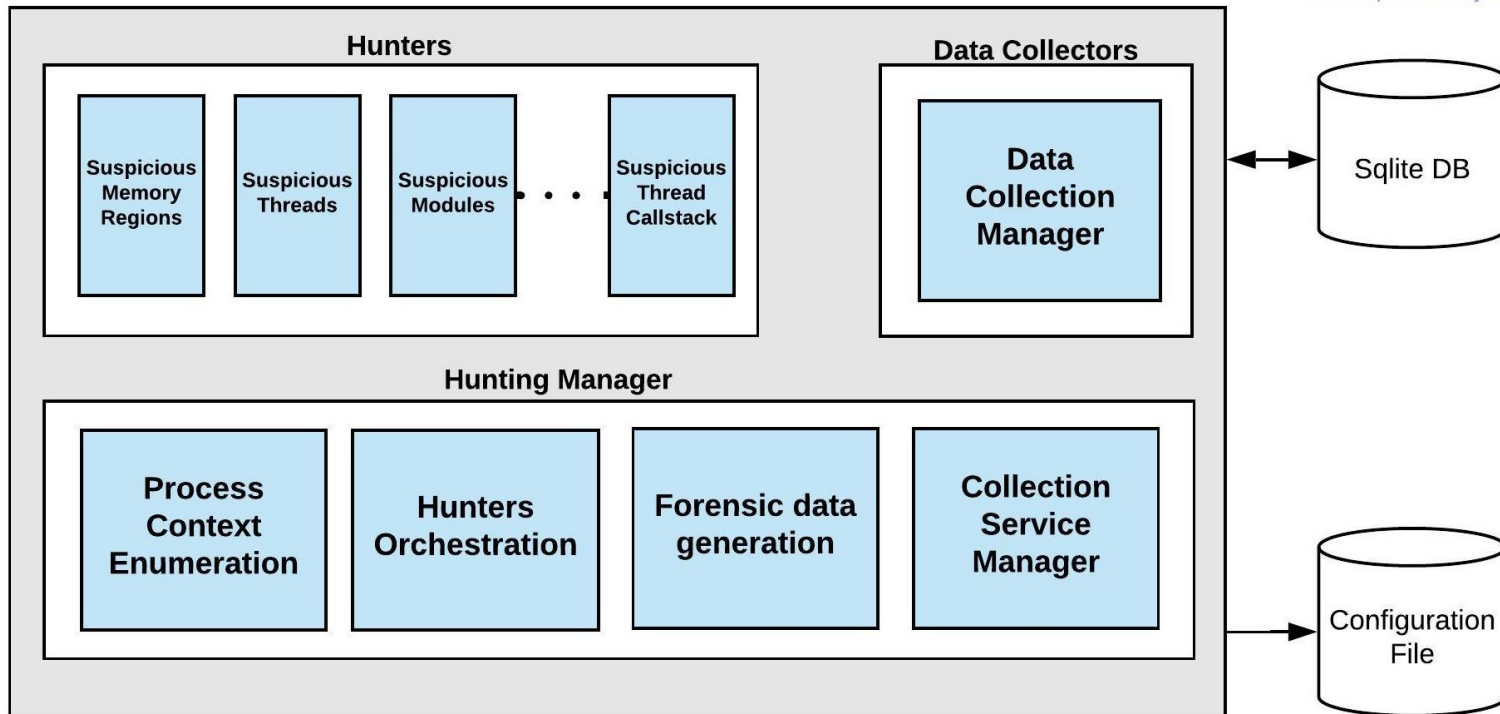 Hunters
Data Collectors
Suspicious
Memory
Regions
Suspicious
Threads
Suspicious
Modules
Suspicious
Thread
Callstack
Data
Collection
Manager
Sqlite DB
Hunting Manager
Process
Context
Enumeration
Hunters
Orchestration
Forensic data
generation
Collection
Service
Manager
Configuration
File